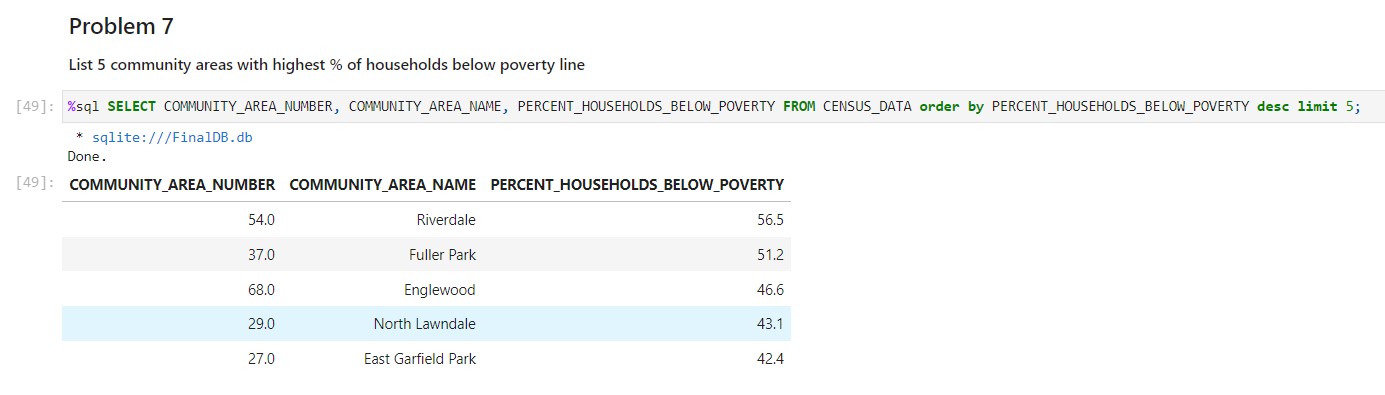 Problem 7
List 5 community areas with highest % of households below poverty line
[49]: %sql SELECT COMMUNITY_AREA_NUMBER, COMMUNITY_AREA_NAME, PERCENT_HOUSEHOLDS_BELOW_POVERTY FROM CENSUS_DATA order by PERCENT_HOUSEHOLDS_BELOW_POVERTY desc limit 5;
* sqlite:///FinalDB.db
Done.
[49]: COMMUNITY_AREA_NUMBER COMMUNITY_AREA_NAME PERCENT_HOUSEHOLDS_BELOW_POVERTY
54.0 Riverdale 56.5
37.0 Fuller Park 51.2
68.0 Englewood 46.6
29.0 North Lawndale 43.1
27.0 East Garfield Park 42.4